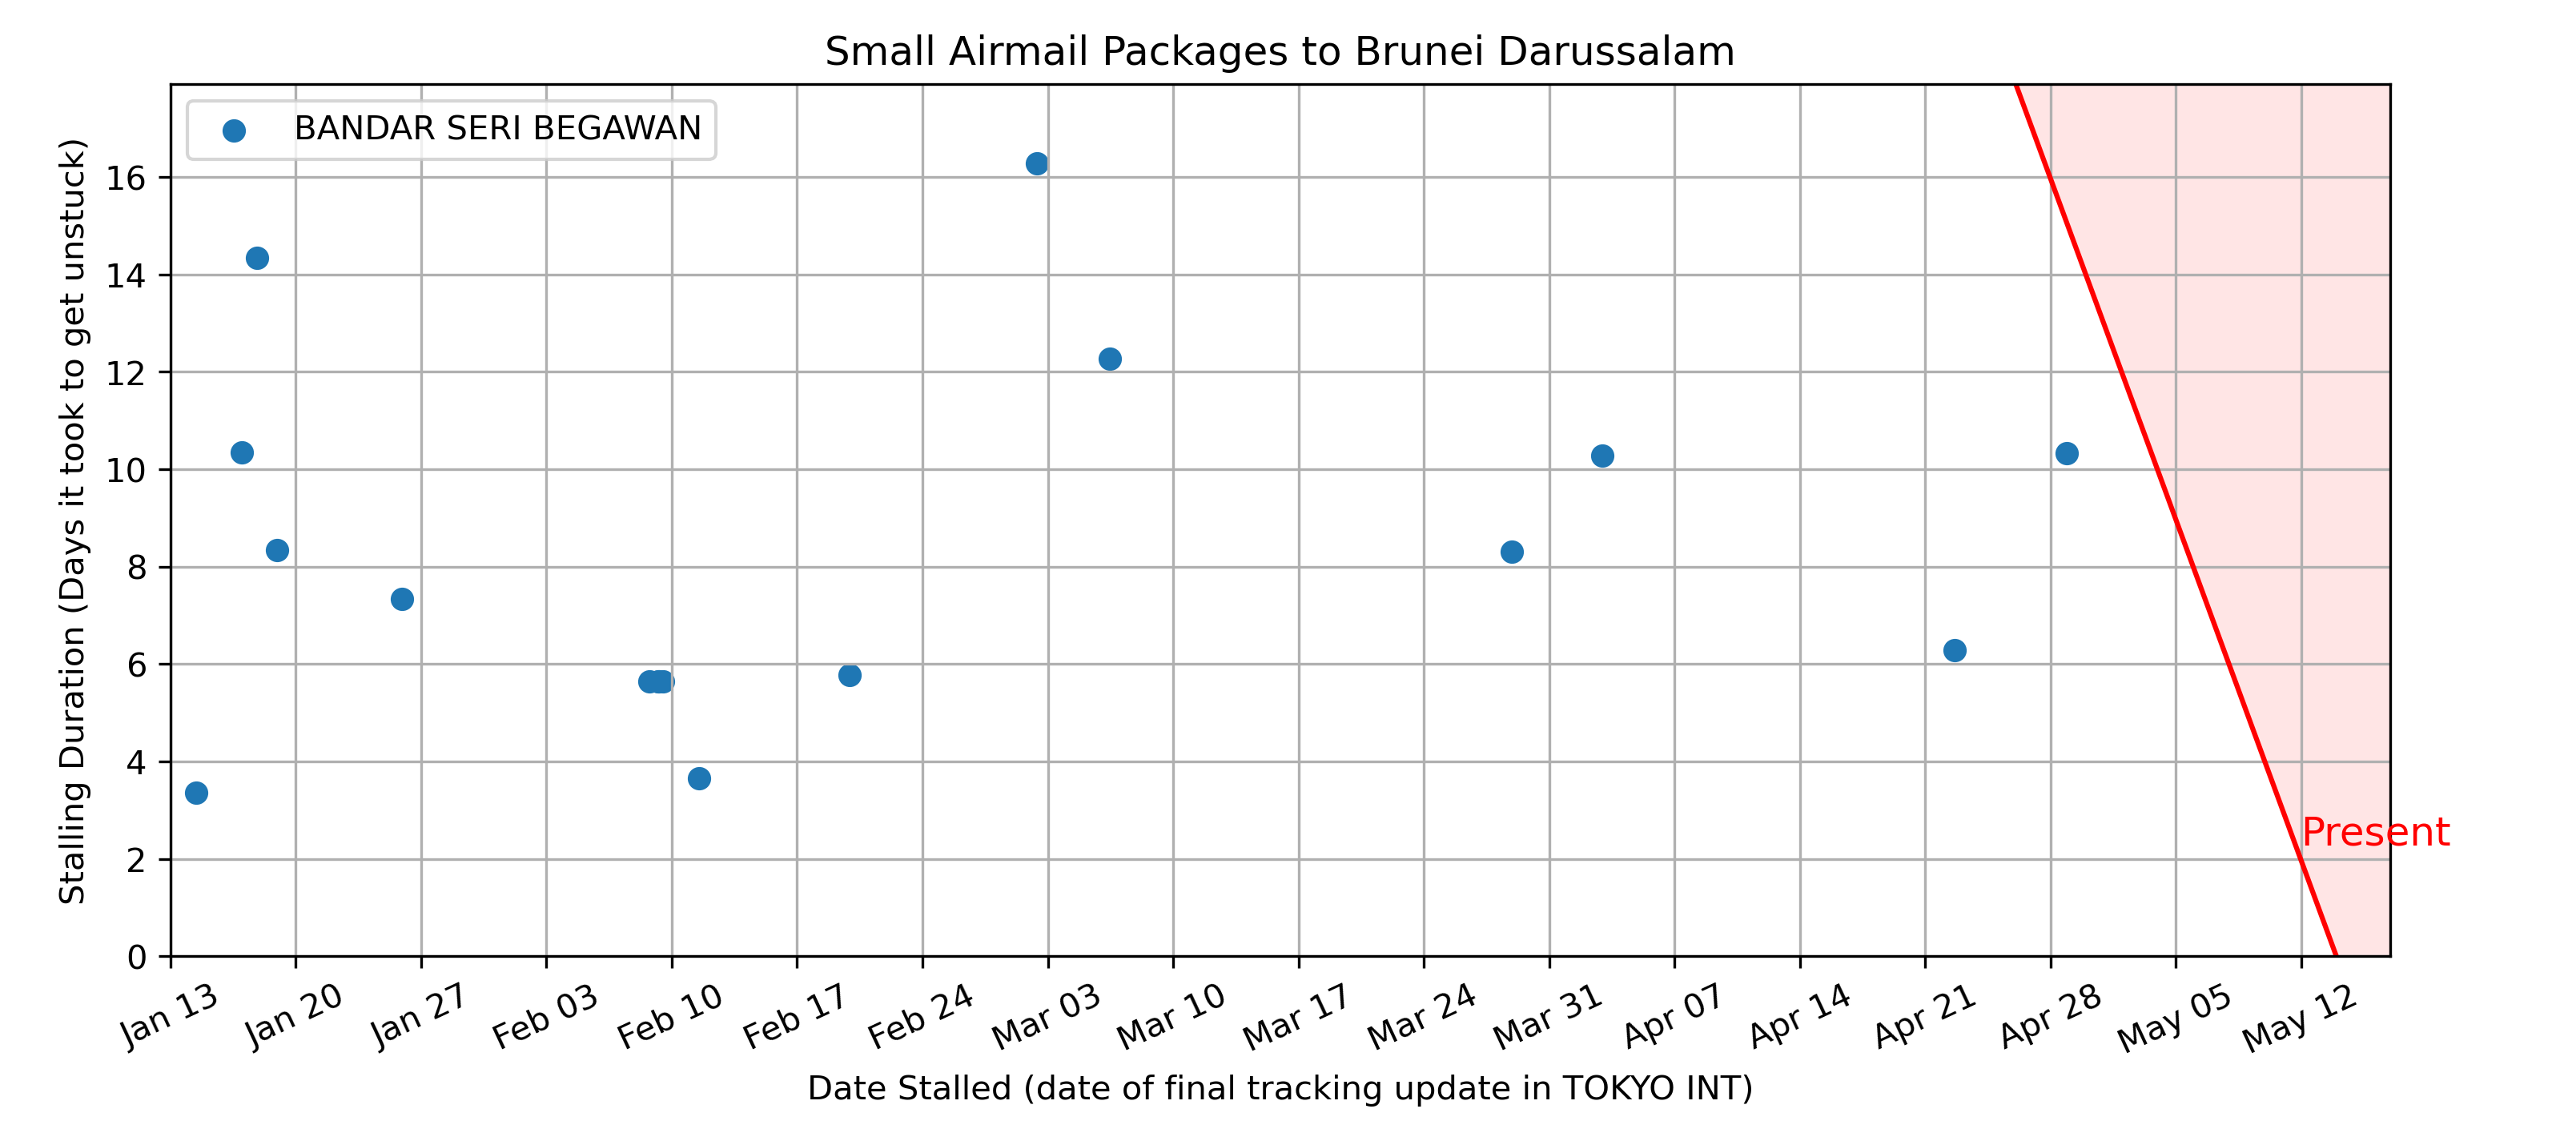 Small Airmail Packages to Brunei Darussalam
BANDAR SERI BEGAWAN
Stalling Duration (Days it took to get unstuck)
16
14
12
10
8
6
4
2
0
Present
Jan 13 Jan 20 Jan 27 Feb 03 Feb 10 Feb 17 Feb 24 Mar 03 Mar 10 Mar 17 Mar 24 Mar 31 Apr 07 Apr 14 Apr 21 Apr 28 May 05 May 12
Date Stalled (date of final tracking update in TOKYO INT)